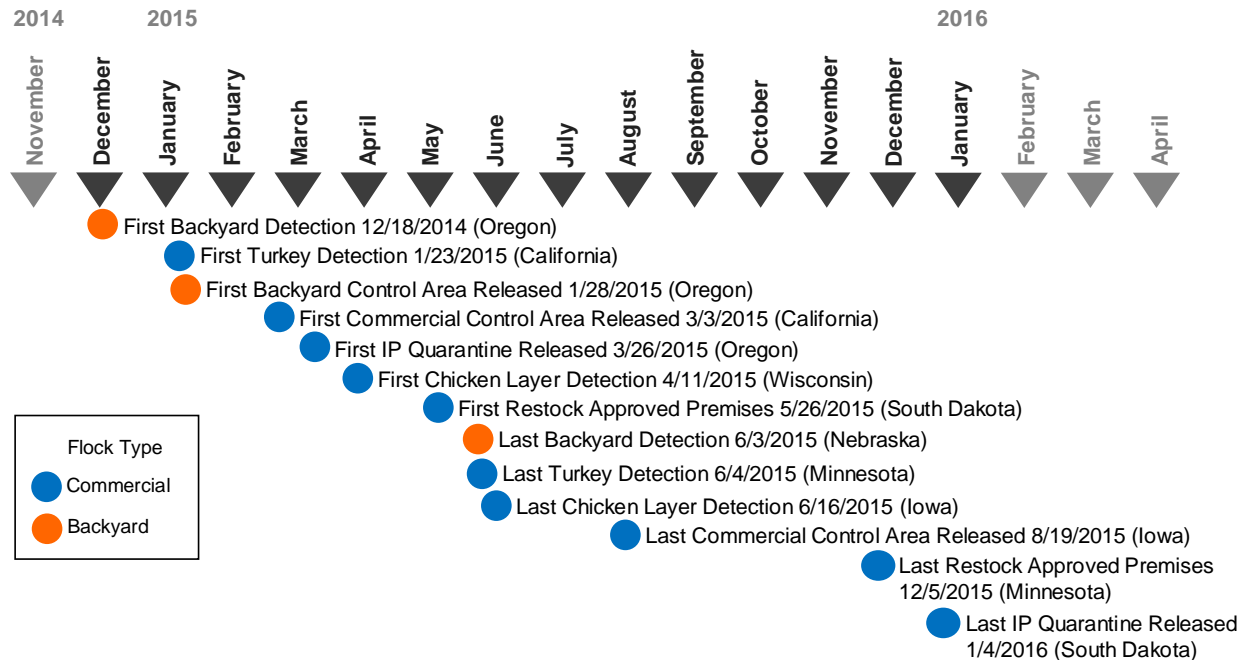 2014 2015 2016
November December January February March April May June July August September October November December January February March April
First Backyard Detection 12/18/2014 (Oregon)
First Turkey Detection 1/23/2015 (California)
First Backyard Control Area Released 1/28/2015 (Oregon)
First Commercial Control Area Released 3/3/2015 (California)
First IP Quarantine Released 3/26/2015 (Oregon)
First Chicken Layer Detection 4/11/2015 (Wisconsin)
First Restock Approved Premises 5/26/2015 (South Dakota)
Last Backyard Detection 6/3/2015 (Nebraska)
Last Turkey Detection 6/4/2015 (Minnesota)
Last Chicken Layer Detection 6/16/2015 (Iowa)
Last Commercial Control Area Released 8/19/2015 (Iowa)
Last Restock Approved Premises
12/5/2015 (Minnesota)
Last IP Quarantine Released
1/4/2016 (South Dakota)
Flock Type
Commercial
Backyard